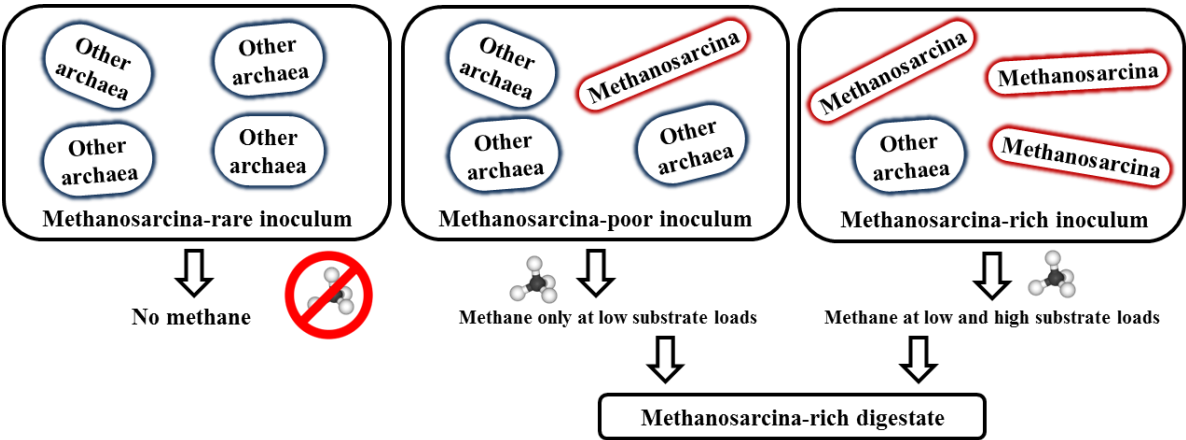 Other
archaea
Other
archaea
Other
archaea
Other
archaea
Methanosarcina-rare inoculum
No methane
Other
archaea
Methanosarcina
Other
archaea
Other
archaea
Methanosarcina-poor inoculum
Methane only at low substrate loads
Methanosarcina
Methanosarcina
Other
archaea
Methanosarcina
Methanosarcina-rich inoculum
Methane at low and high substrate loads
Methanosarcina-rich digestate